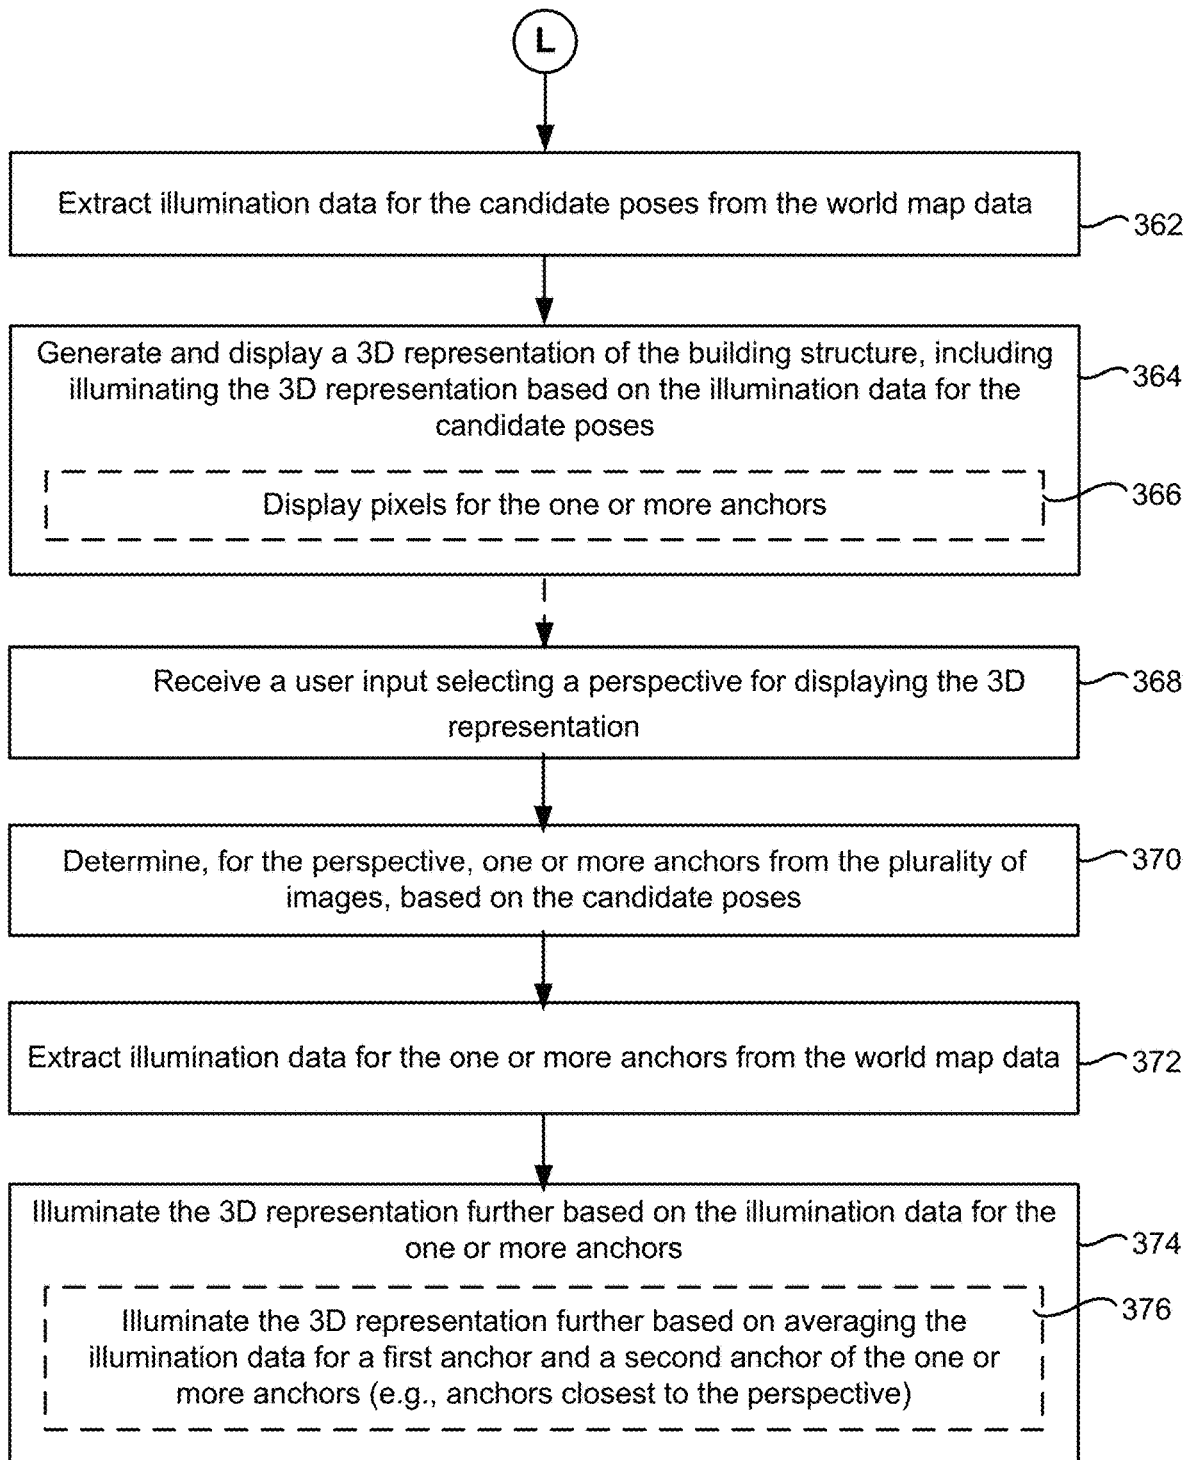 L
Extract illumination data for the candidate poses from the world map data
362
Generate and display a 3D representation of the building structure, including
illuminating the 3D representation based on the illumination data for the
candidate poses
364
Display pixels for the one or more anchors
366
Receive a user input selecting a perspective for displaying the 3D
representation
368
Determine, for the perspective, one or more anchors from the plurality of
images, based on the candidate poses
370
Extract illumination data for the one or more anchors from the world map data
372
Illuminate the 3D representation further based on the illumination data for the
one or more anchors
374
Illuminate the 3D representation further based on averaging the
illumination data for a first anchor and a second anchor of the one or
more anchors (e.g., anchors closest to the perspective)
376